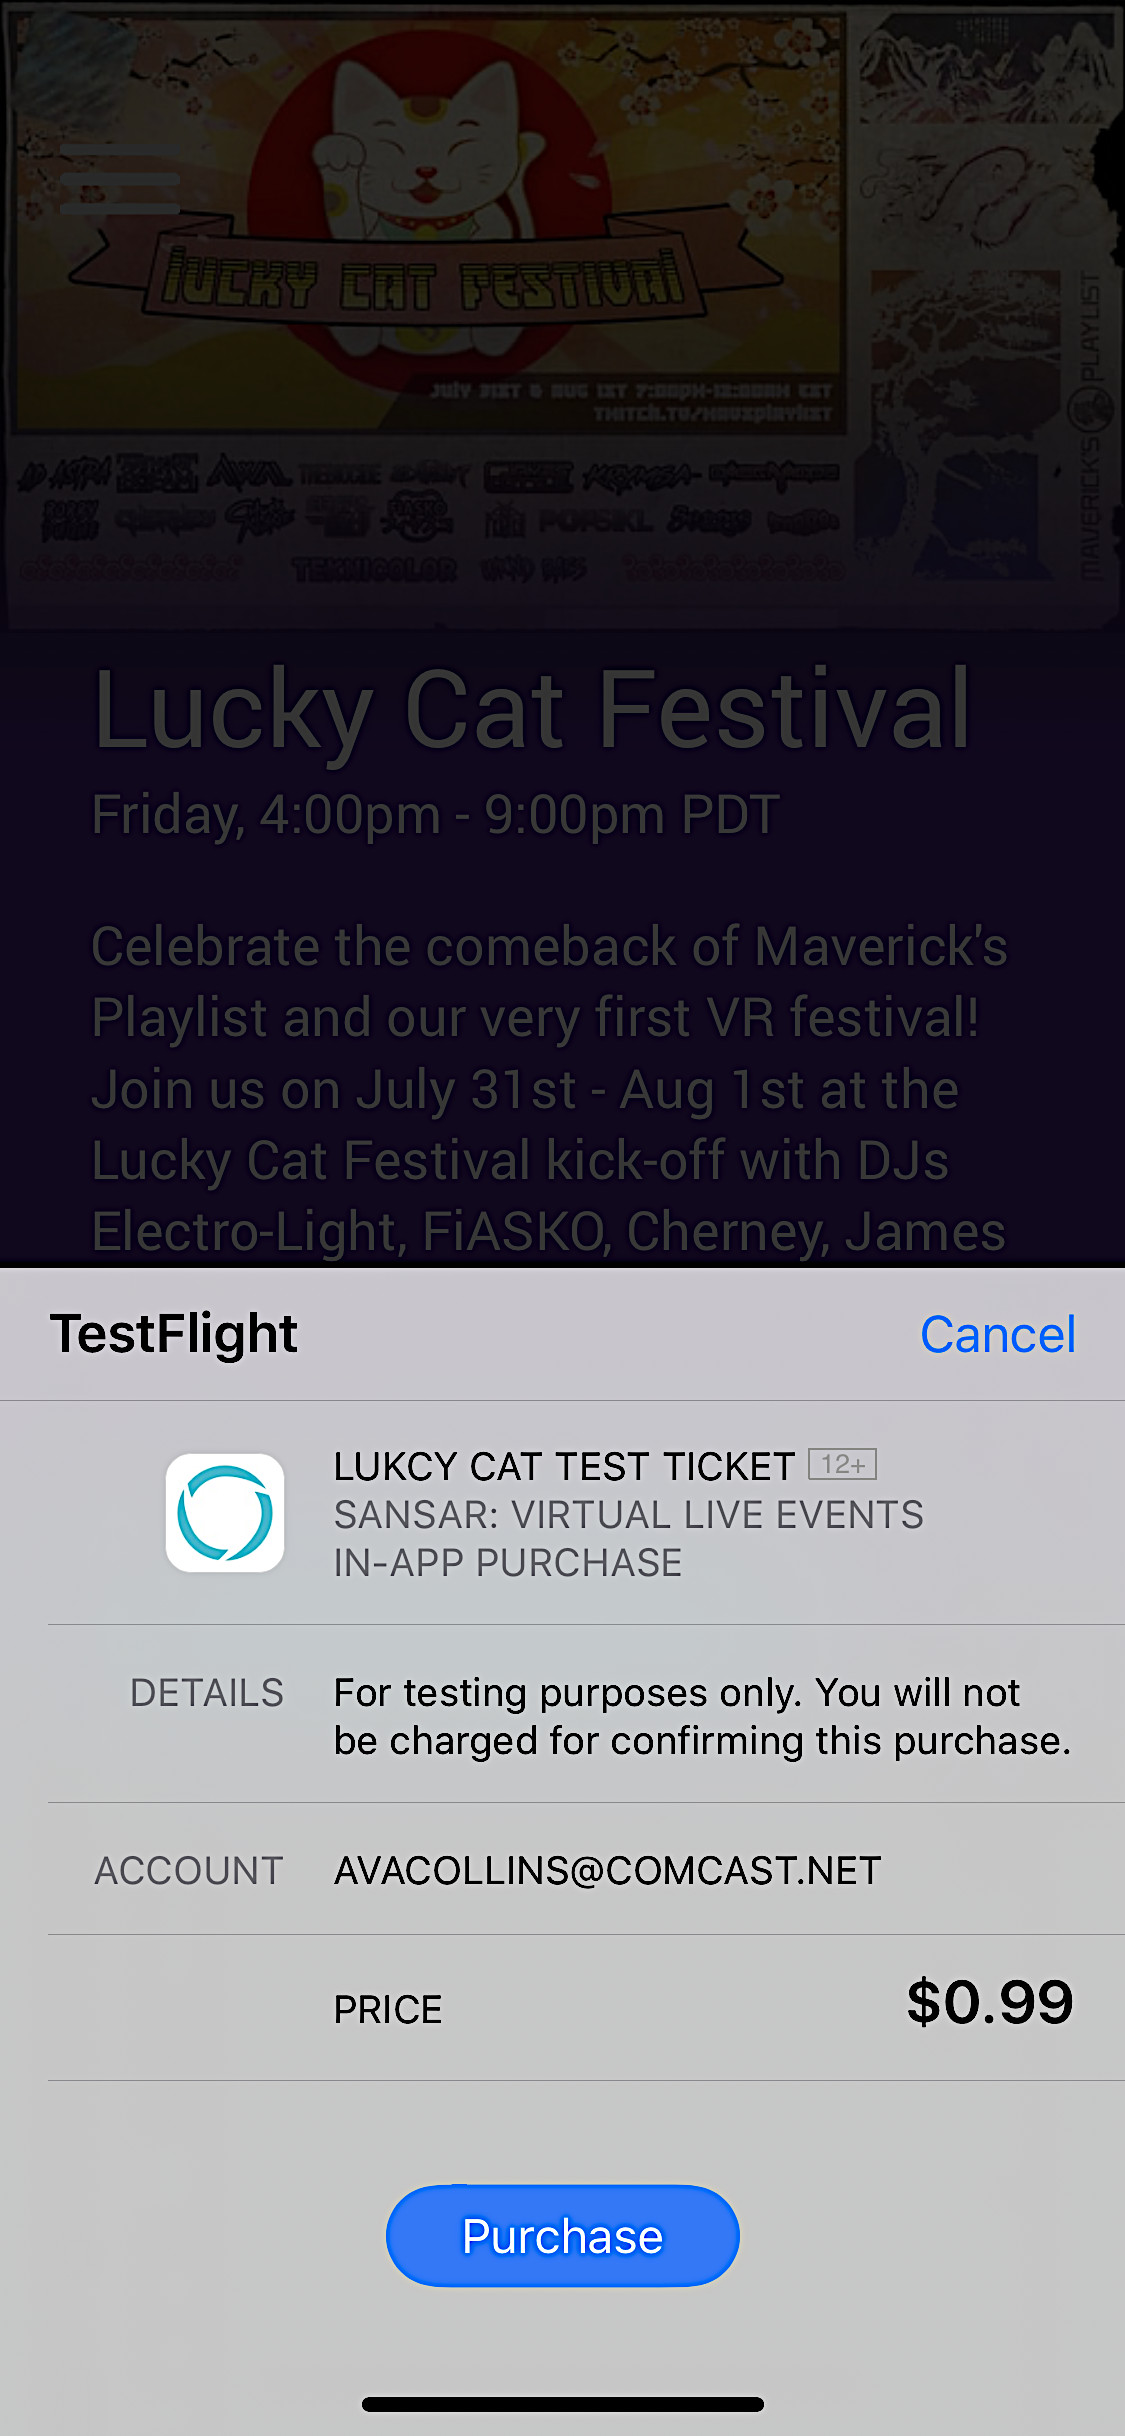 LUCKY CAT FESTIVAL
JULY 31ST & AUG 1ST 7:00PM-12:00AM EST
TWITCH.TV/MAVSPLAYLIST
MAVERICK'S PLAYLIST
AD ASTRA
FIASKO
POPSIKL
TEKNICOLOR
Lucky Cat Festival
Friday, 4:00pm - 9:00pm PDT
Celebrate the comeback of Maverick's
Playlist and our very first VR festival!
Join us on July 31st - Aug 1st at the
Lucky Cat Festival kick-off with DJs
Electro-Light, FiASKO, Cherney, James
TestFlight
Cancel
LUKCY CAT TEST TICKET 12+
SANSAR: VIRTUAL LIVE EVENTS
IN-APP PURCHASE
DETAILS
For testing purposes only. You will not
be charged for confirming this purchase.
ACCOUNT
AVACOLLINS@COMCAST.NET
PRICE
$0.99
Purchase